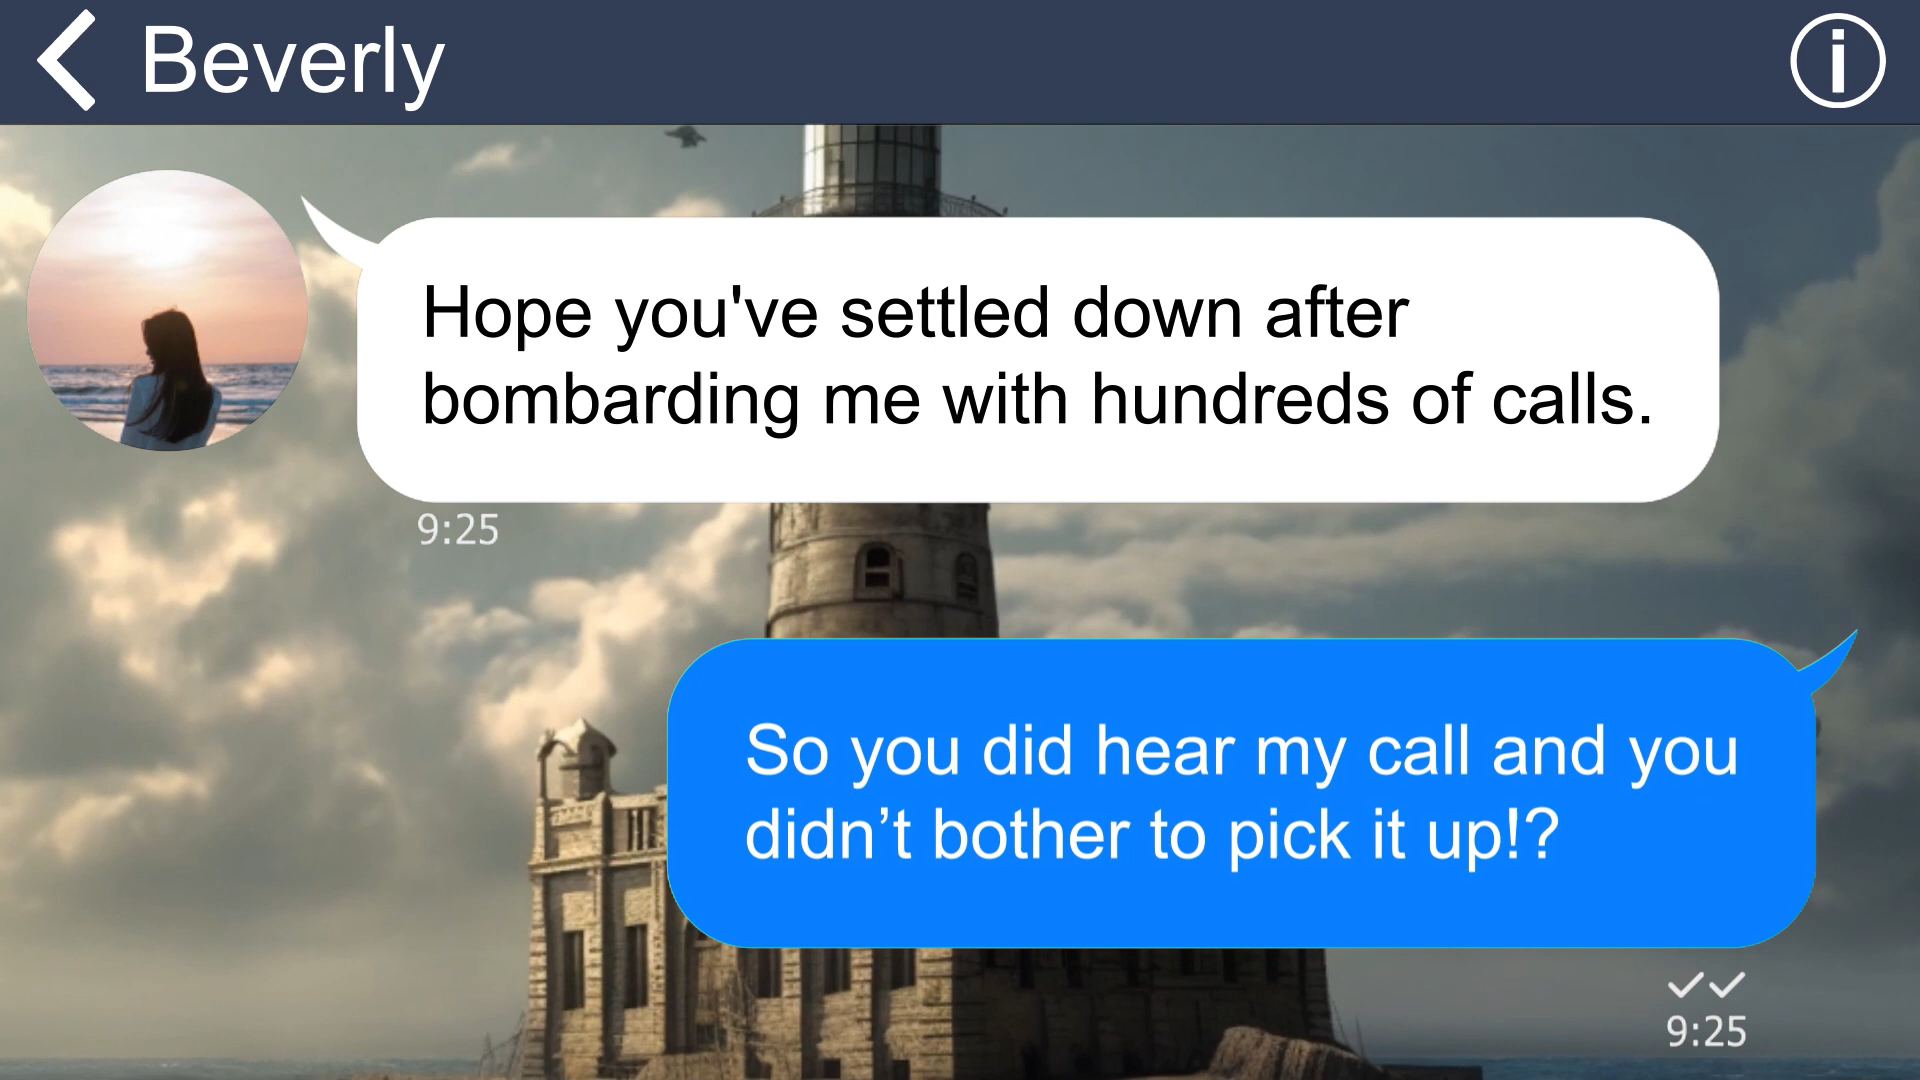 Beverly
Hope you've settled down after
bombarding me with hundreds of calls.
9:25
So you did hear my call and you
didn’t bother to pick it up!?
9:25